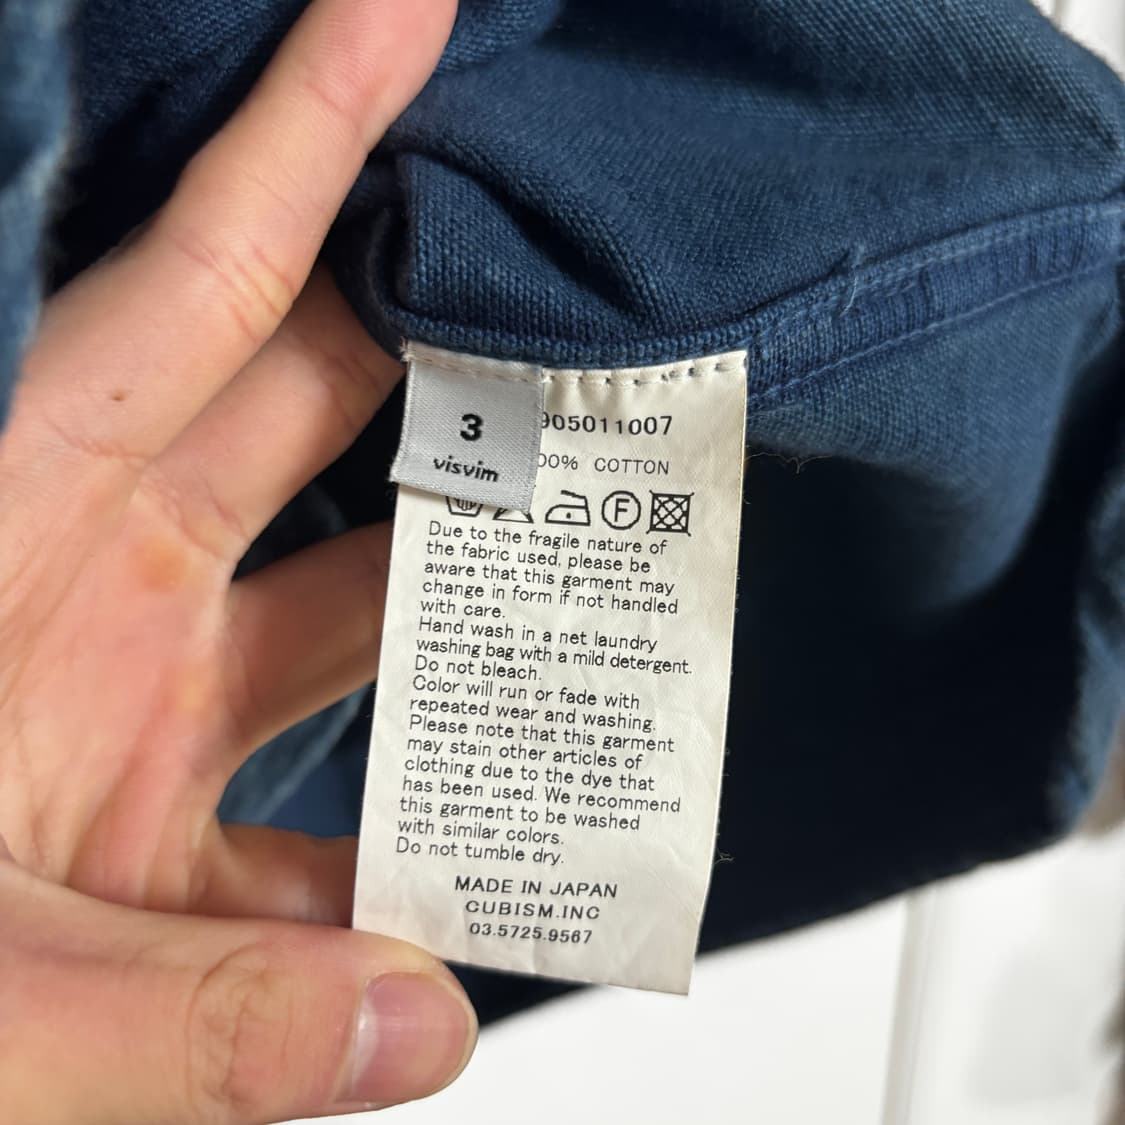 3
visvim
905011007
00% COTTON
F
Due to the fragile nature of
the fabric used, please be
aware that this garment may
change in form if not handled
with care.
Hand wash in a net laundry
washing bag with a mild detergent.
Do not bleach.
Color will run or fade with
repeated wear and washing.
Please note that this garment
may stain other articles of
clothing due to the dye that
has been used. We recommend
this garment to be washed
with similar colors.
Do not tumble dry.
MADE IN JAPAN
CUBISM.INC
03.5725.9567